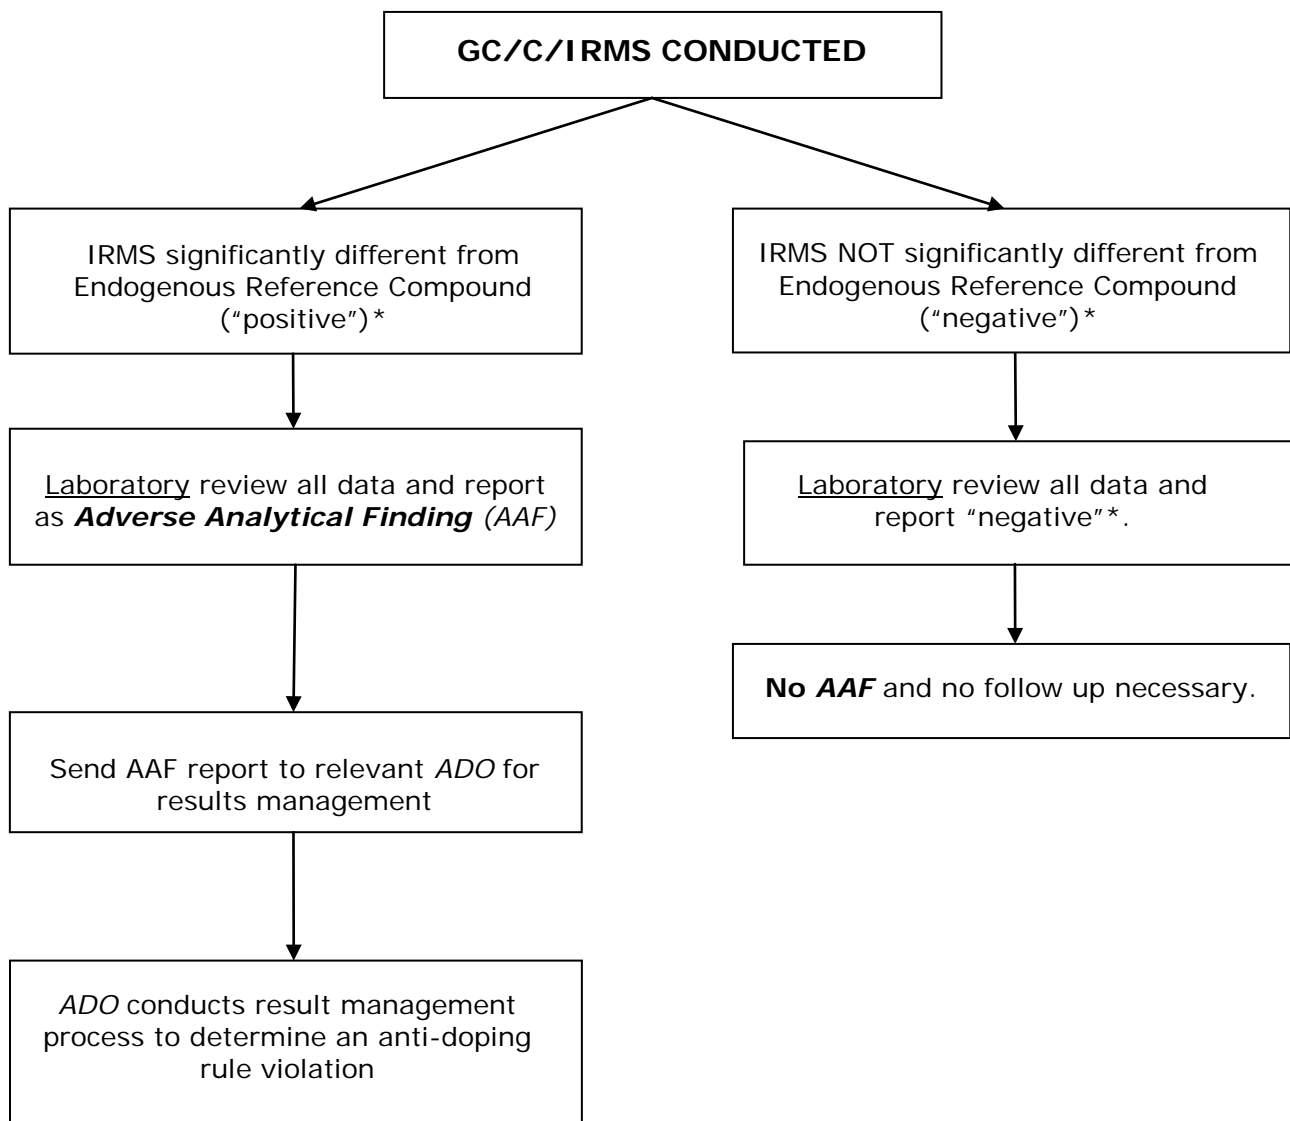 GC/C/IRMS CONDUCTED
IRMS significantly different from
Endogenous Reference Compound
(“positive”)*
IRMS NOT significantly different from
Endogenous Reference Compound
(“negative”)*
Laboratory review all data and report
as Adverse Analytical Finding (AAF)
Laboratory review all data and
report “negative”*.
No AAF and no follow up necessary.
Send AAF report to relevant ADO for
results management
ADO conducts result management
process to determine an anti-doping
rule violation